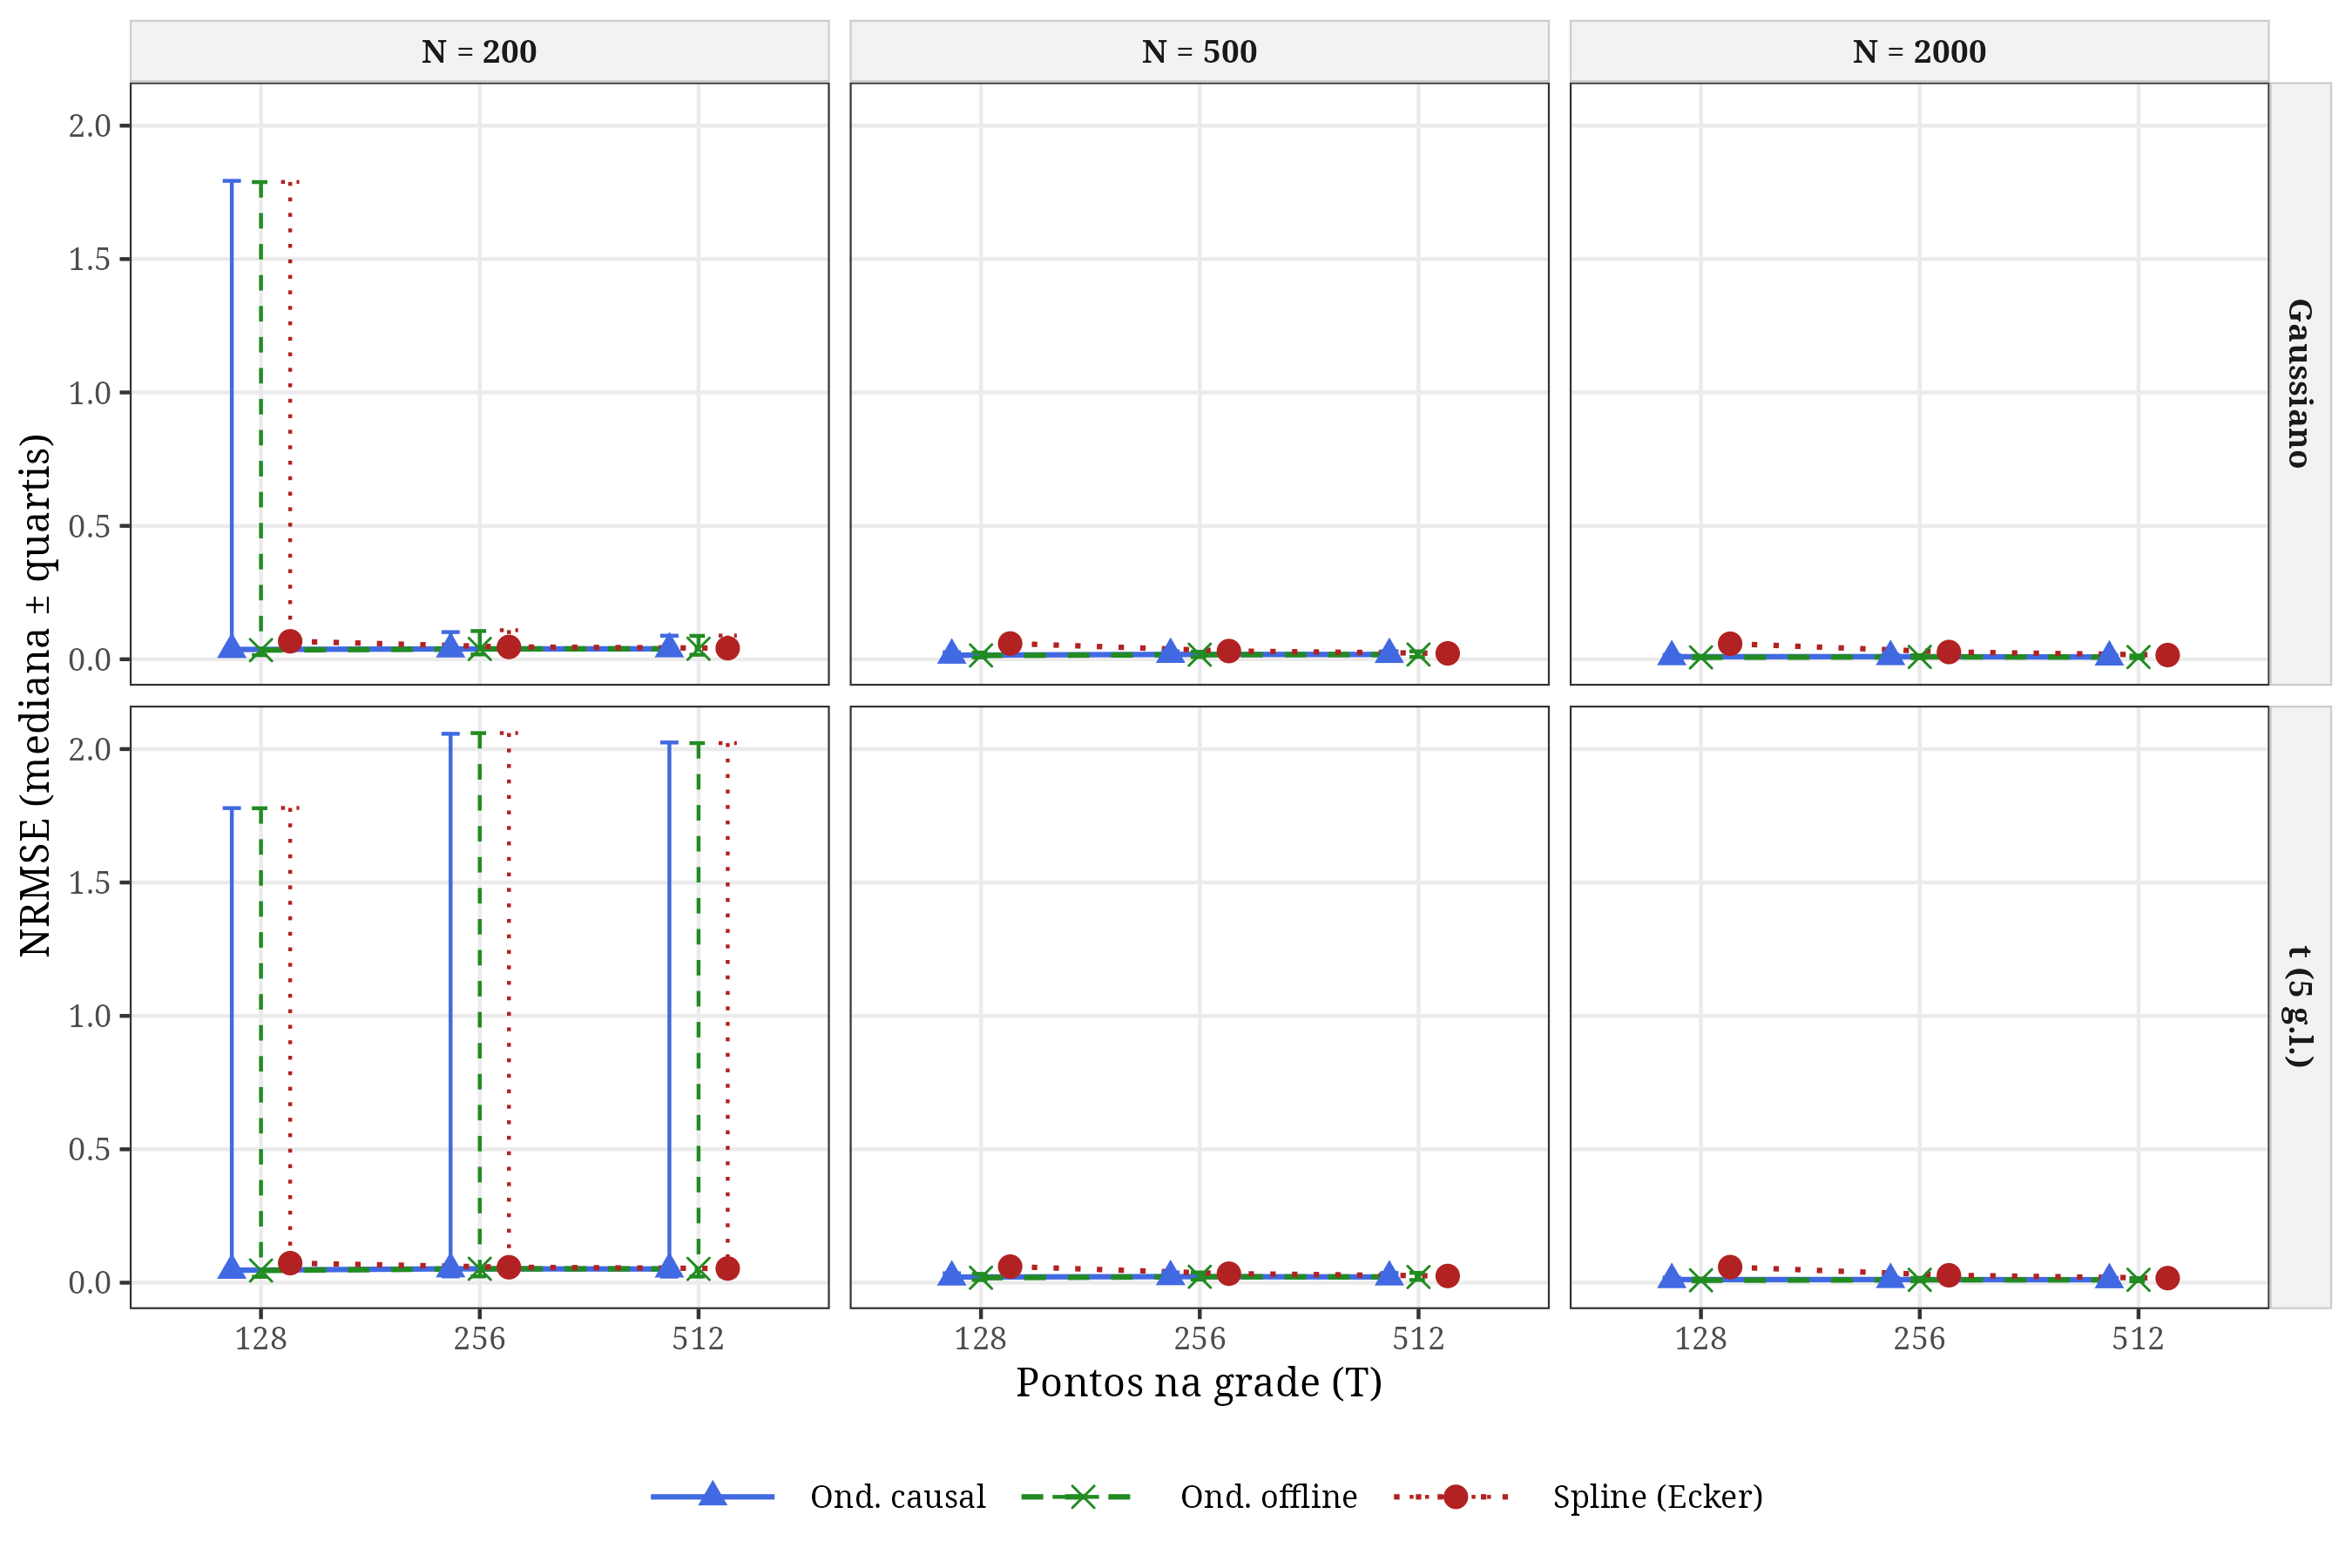 N = 200
N = 500
N = 2000
NRMSE (mediana ± quartis)
2.0
1.5
1.0
0.5
0.0
Gaussiano
2.0
1.5
1.0
0.5
0.0
t (5 g.l.)
128
256
512
128
256
512
128
256
512
Pontos na grade (T)
Ond. causal
Ond. offline
Spline (Ecker)